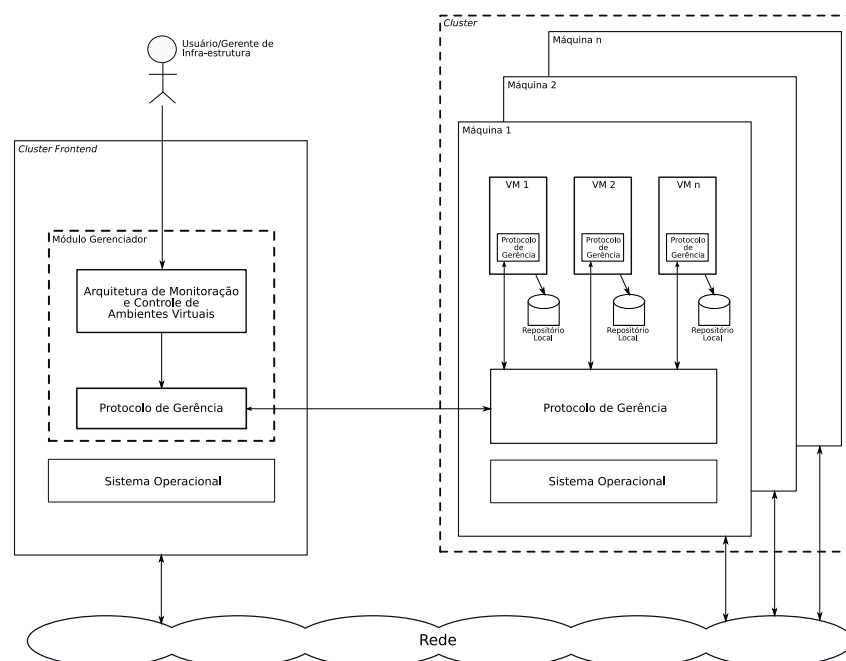 Usuário/Gerente de
Infra-estrutura
Cluster Frontend
Módulo Gerenciador
Arquitetura de Monitoração
e Controle de
Ambientes Virtuais
Protocolo de Gerência
Sistema Operacional
Cluster
Máquina n
Máquina 2
Máquina 1
VM 1
Protocolo
de
Gerência
Repositório
Local
VM 2
Protocolo
de
Gerência
Repositório
Local
VM n
Protocolo
de
Gerência
Repositório
Local
Protocolo de Gerência
Sistema Operacional
Rede